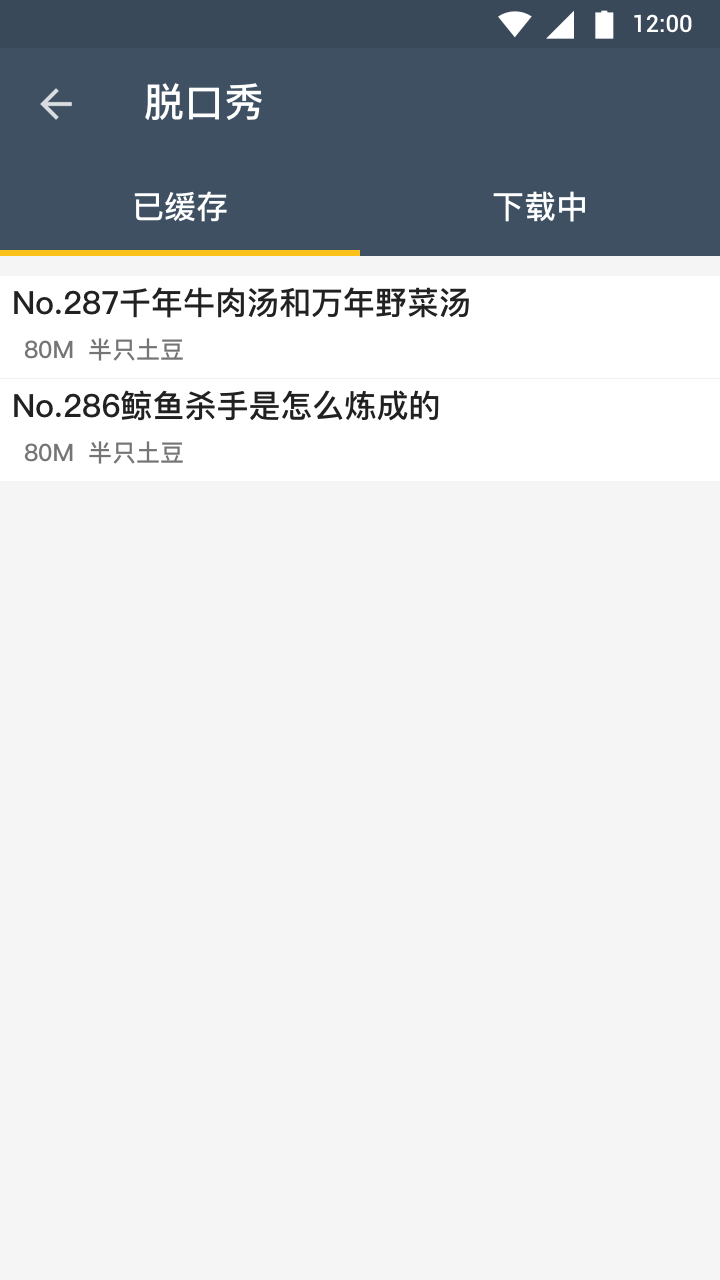 12:00
脱口秀
已缓存 下载中
No.287千年牛肉汤和万年野菜汤
80M 半只土豆
No.286鲸鱼杀手是怎么炼成的
80M 半只土豆